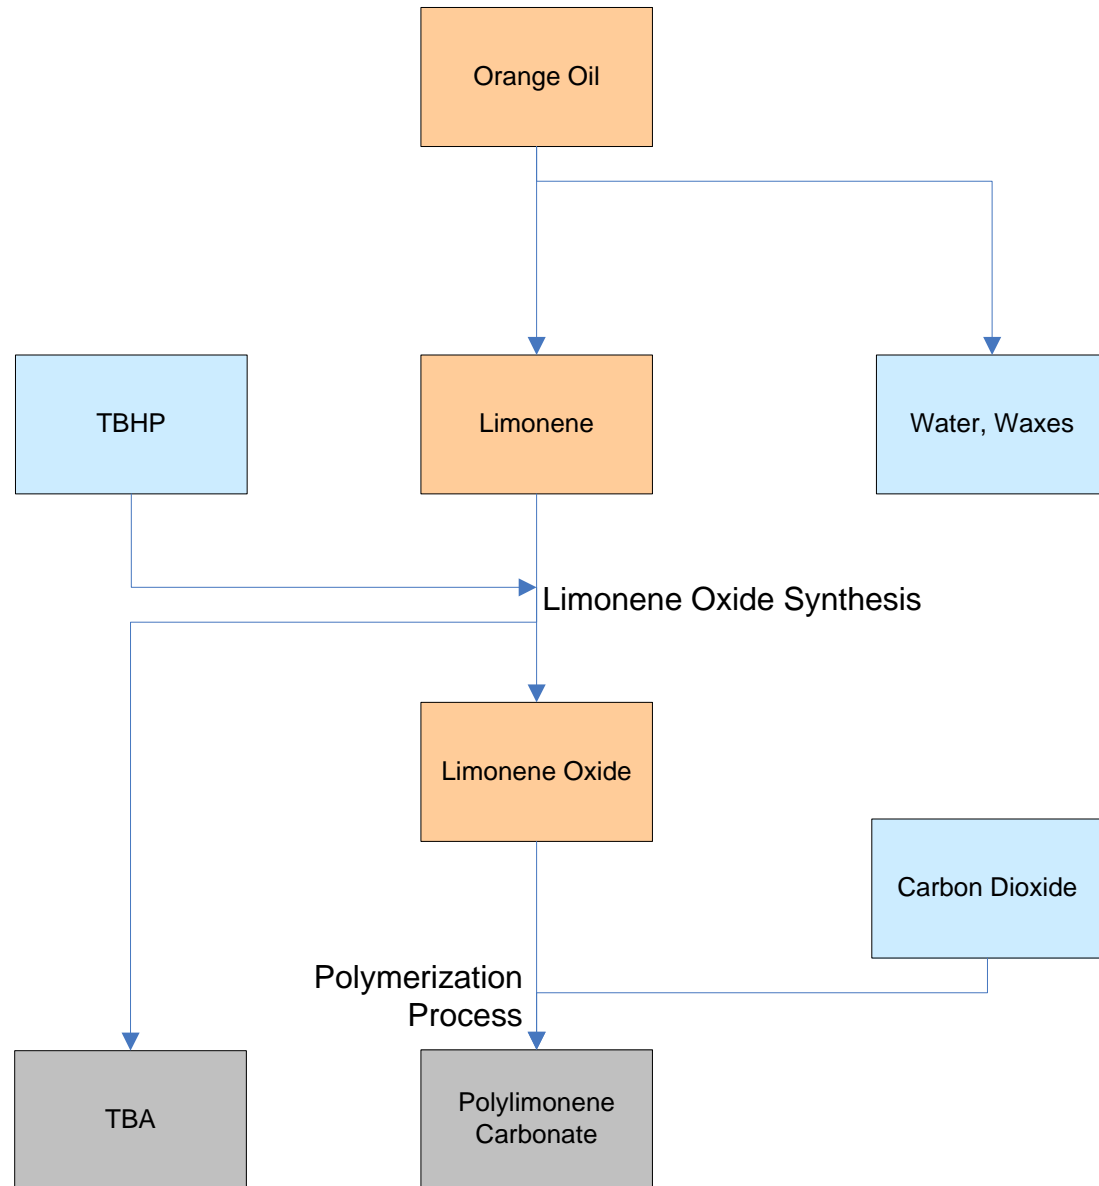 Orange Oil
TBHP
Limonene
Water, Waxes
Limonene Oxide Synthesis
Limonene Oxide
Carbon Dioxide
Polymerization
Process
TBA
Polylimonene
Carbonate